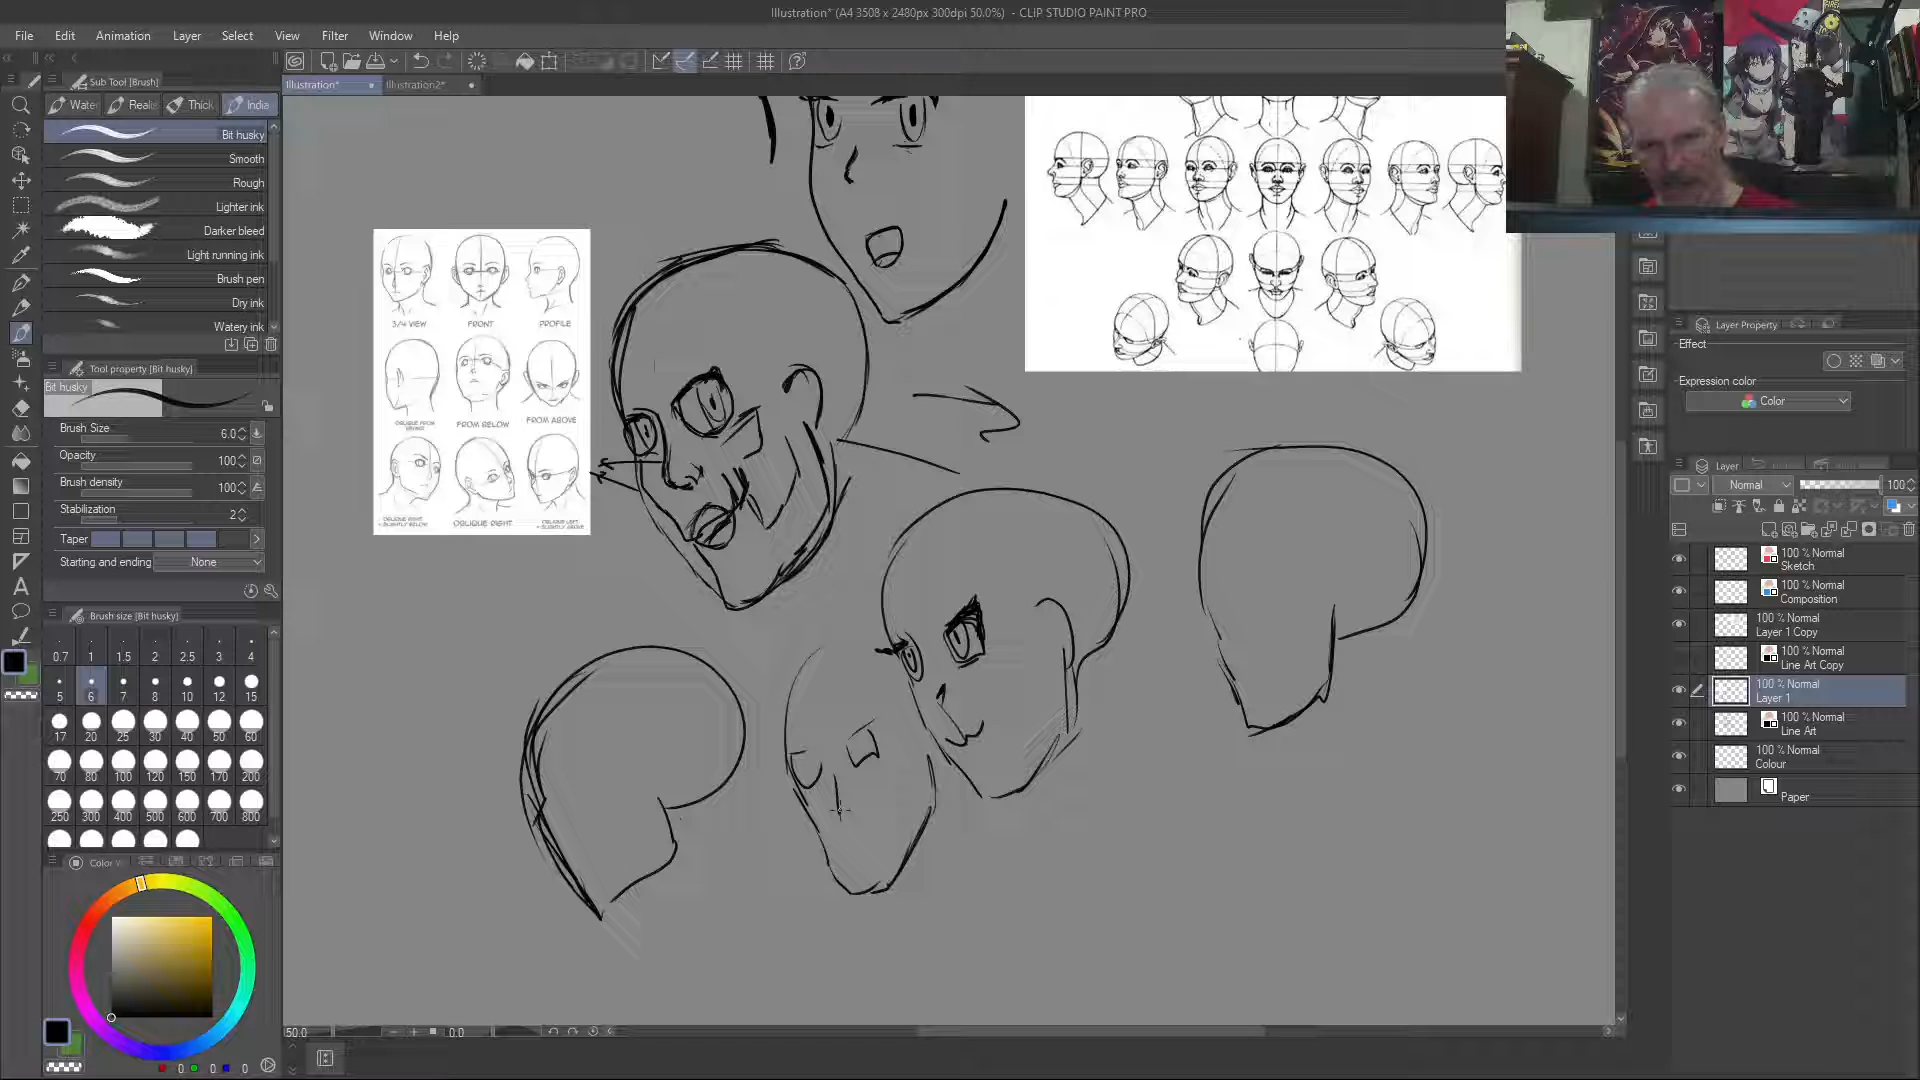 Illustration* (A4 3508 x 2480px 300dpi 50.0%) - CLIP STUDIO PAINT PRO
File Edit Animation Layer Select View Filter Window Help
Sub Tool [Brush]
Illustration* Illustration2*
Water Realis Thick India
Bit husky
Smooth
Rough
Lighter ink
Darker bleed
Light running ink
Brush pen
Dry ink
Watery ink
Tool property [Bit husky]
Bit husky
Brush Size 6.0
Opacity 100
Brush density 100
Stabilization 2
Taper
Starting and ending None
Brush size [Bit husky]
0.7 1 1.5 2 2.5 3 4
5 6 7 8 10 12 15
17 20 25 30 40 50 60
70 80 100 120 150 170 200
250 300 400 500 600 700 800
Color
0 0 0
3/4 VIEW FRONT PROFILE
FROM BELOW FROM ABOVE
OBLIQUE RIGHT
50.0 0.0
Layer Property
Effect
Expression color
Color
Layer
Normal 100
100 % Normal
Sketch
100 % Normal
Composition
100 % Normal
Layer 1 Copy
100 % Normal
Line Art Copy
100 % Normal
Layer 1
100 % Normal
Line Art
100 % Normal
Colour
Paper